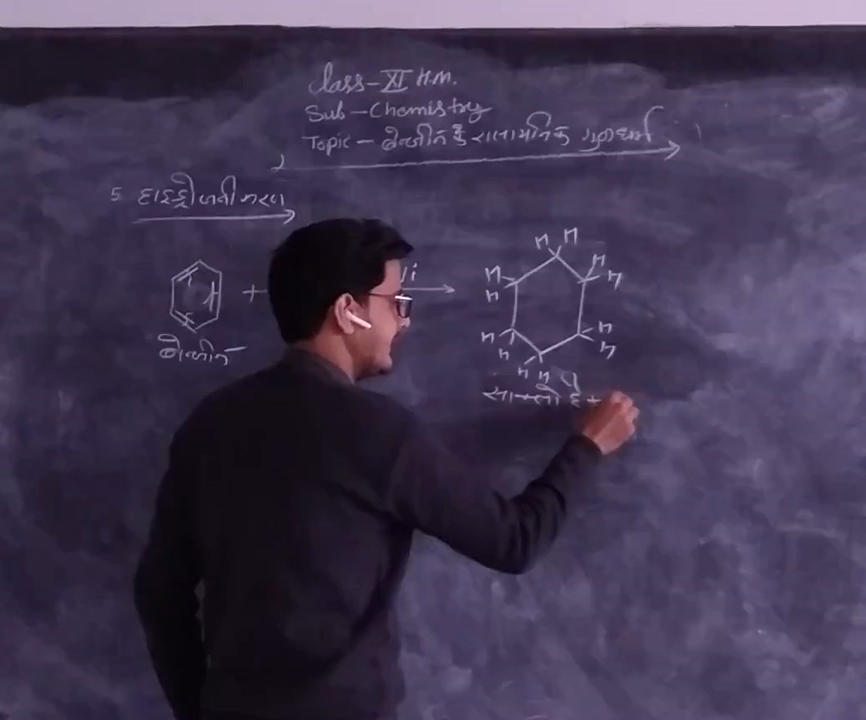 Class - XI H.M.
Sub - Chemistry
Topic - बेन्जीन के रासायनिक गुणधर्म
5. हाइड्रोजनीकरण
+
H H
H H
H H
H H
H H
H H
बेन्जीन
साइक्लो